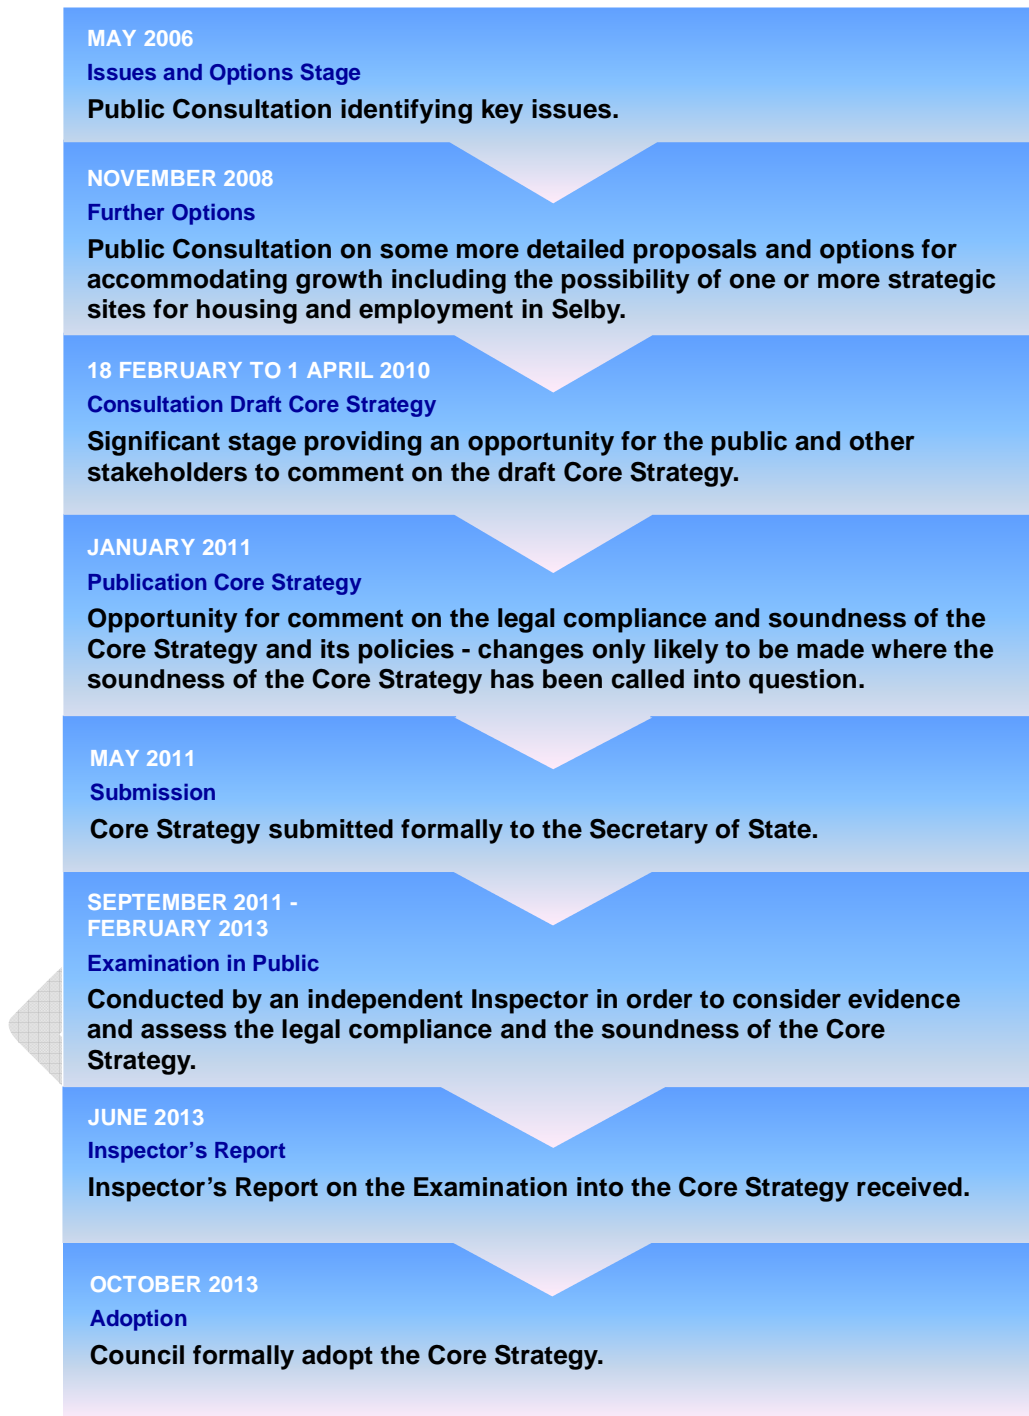 MAY 2006
Issues and Options Stage
Public Consultation identifying key issues.
NOVEMBER 2008
Further Options
Public Consultation on some more detailed proposals and options for
accommodating growth including the possibility of one or more strategic
sites for housing and employment in Selby.
18 FEBRUARY TO 1 APRIL 2010
Consultation Draft Core Strategy
Significant stage providing an opportunity for the public and other
stakeholders to comment on the draft Core Strategy.
JANUARY 2011
Publication Core Strategy
Opportunity for comment on the legal compliance and soundness of the
Core Strategy and its policies - changes only likely to be made where the
soundness of the Core Strategy has been called into question.
MAY 2011
Submission
Core Strategy submitted formally to the Secretary of State.
SEPTEMBER 2011 -
FEBRUARY 2013
Examination in Public
Conducted by an independent Inspector in order to consider evidence
and assess the legal compliance and the soundness of the Core
Strategy.
JUNE 2013
Inspector’s Report
Inspector’s Report on the Examination into the Core Strategy received.
OCTOBER 2013
Adoption
Council formally adopt the Core Strategy.